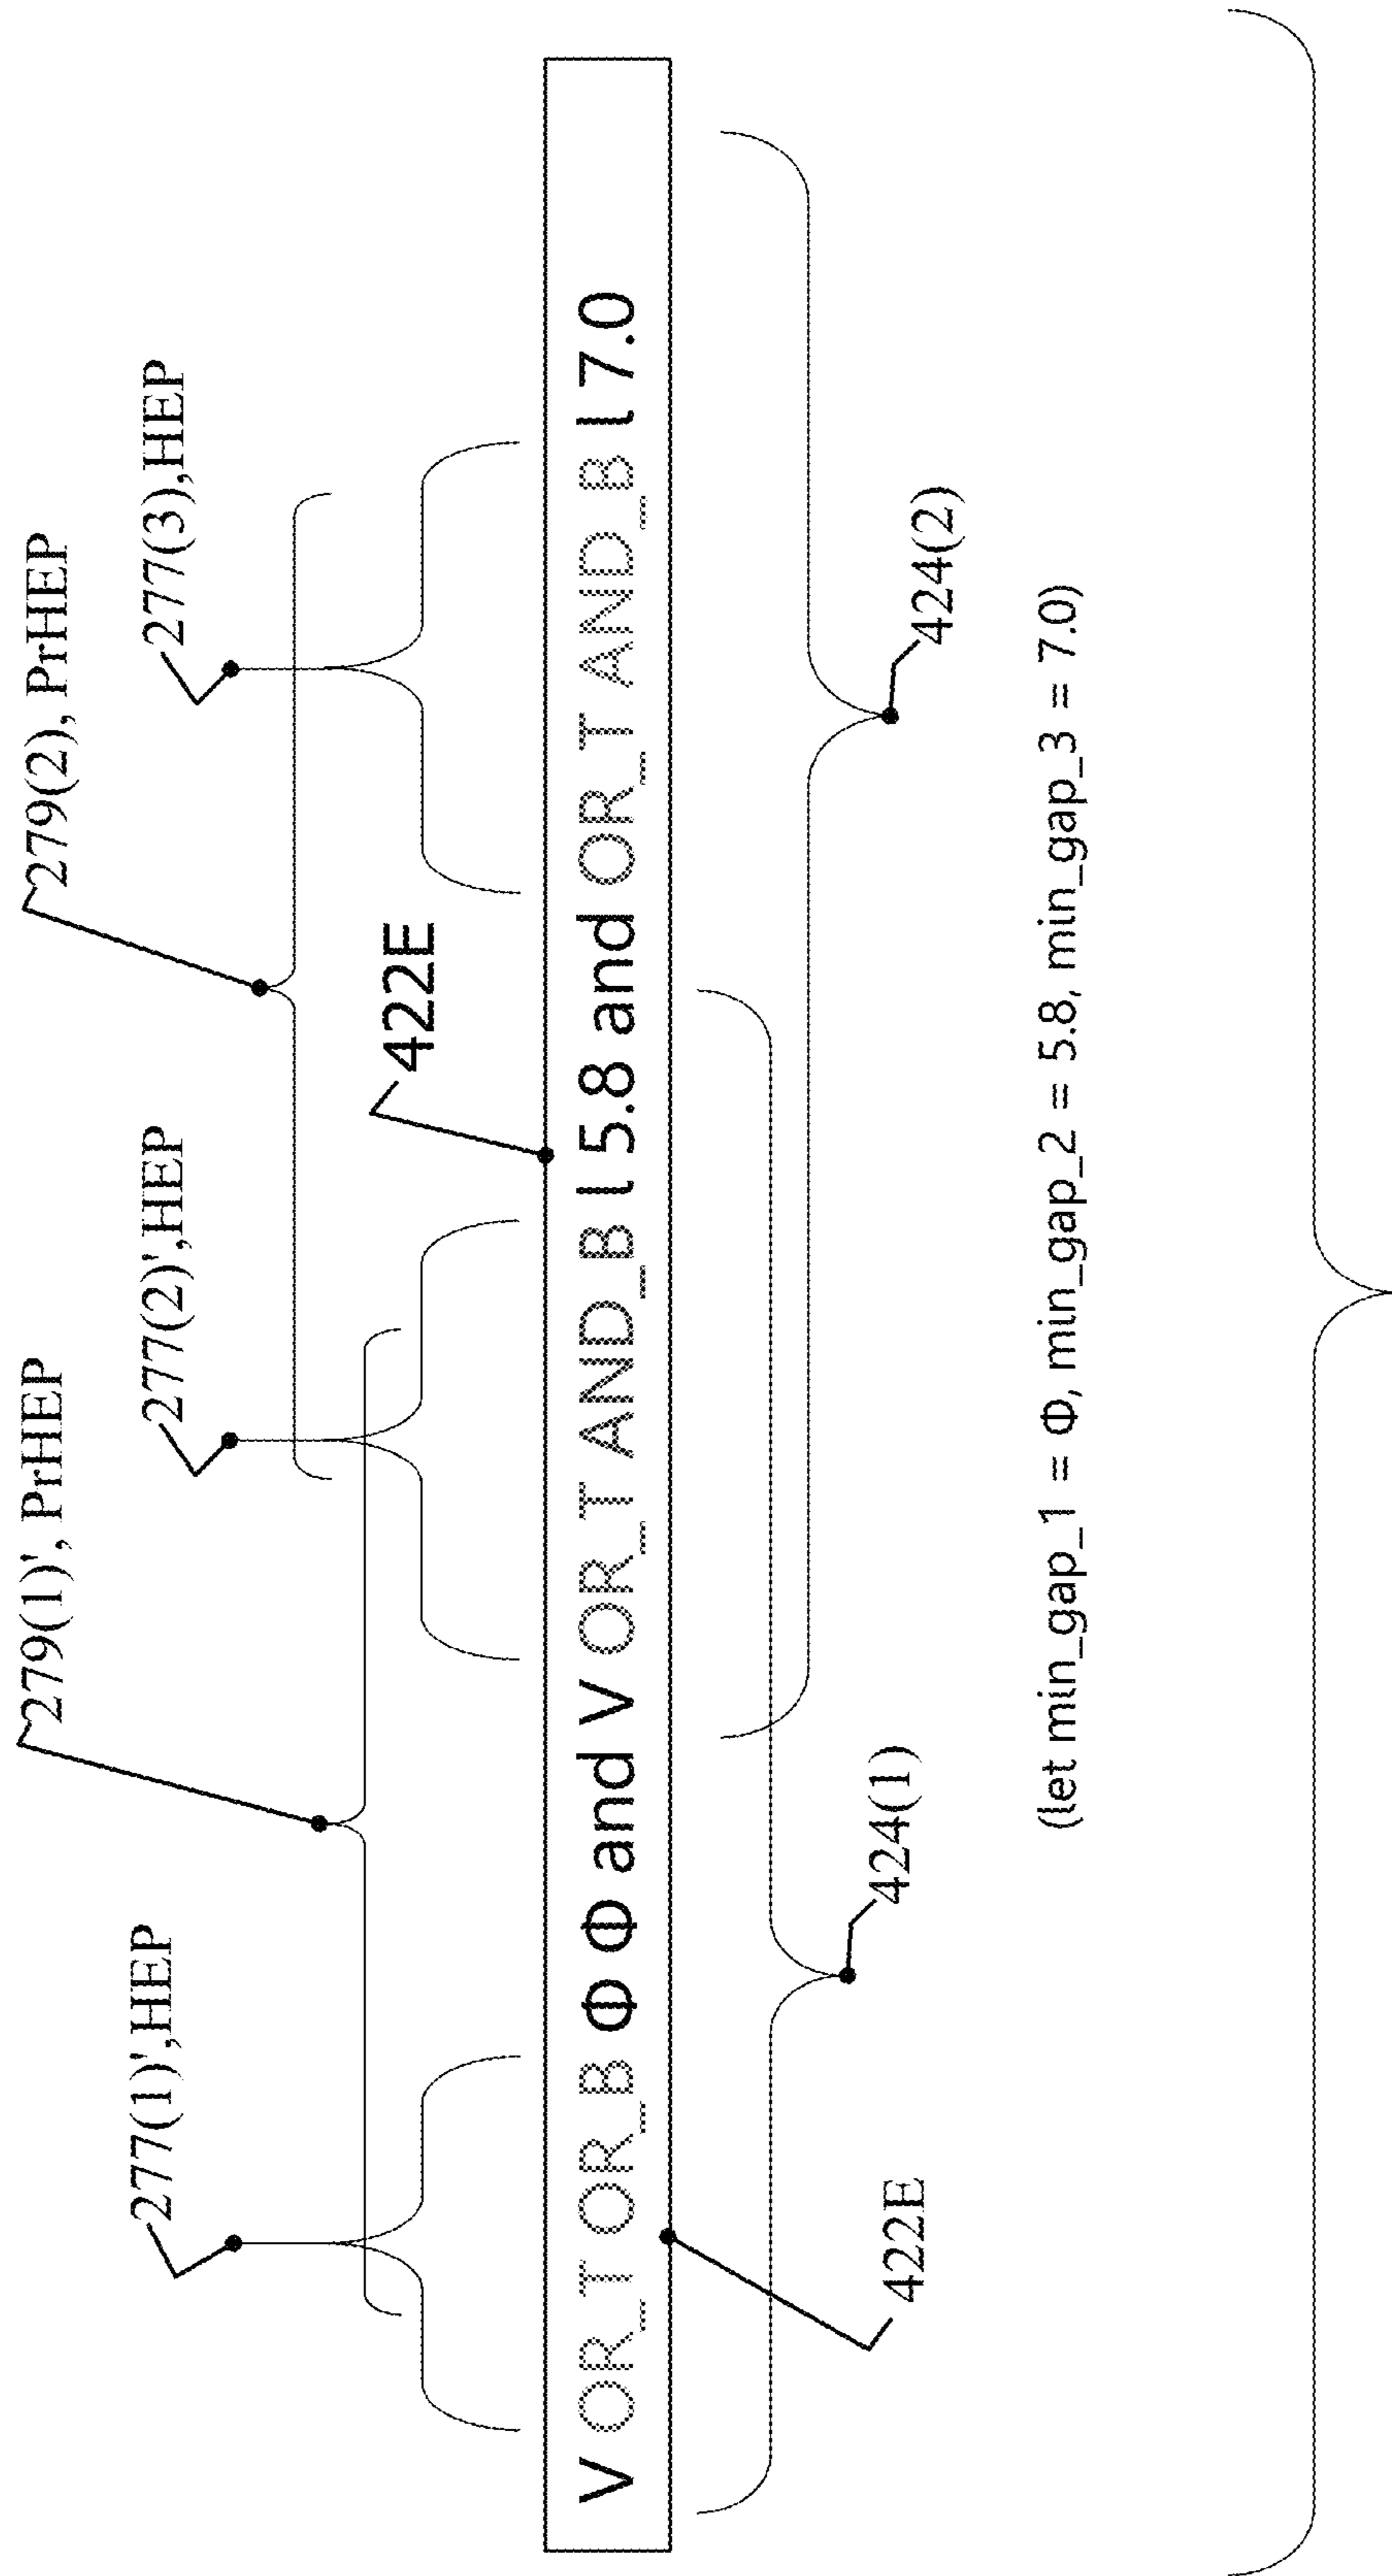 279(1)', PrHEP
279(2), PrHEP
277(1)',HEP
277(2)',HEP
277(3),HEP
422E
V OR_T OR_B Φ Φ and V OR_T AND_B l 5.8 and OR_T AND_B l 7.0
424(1)
422E
424(2)
(let min_gap_1 = Φ, min_gap_2 = 5.8, min_gap_3 = 7.0)